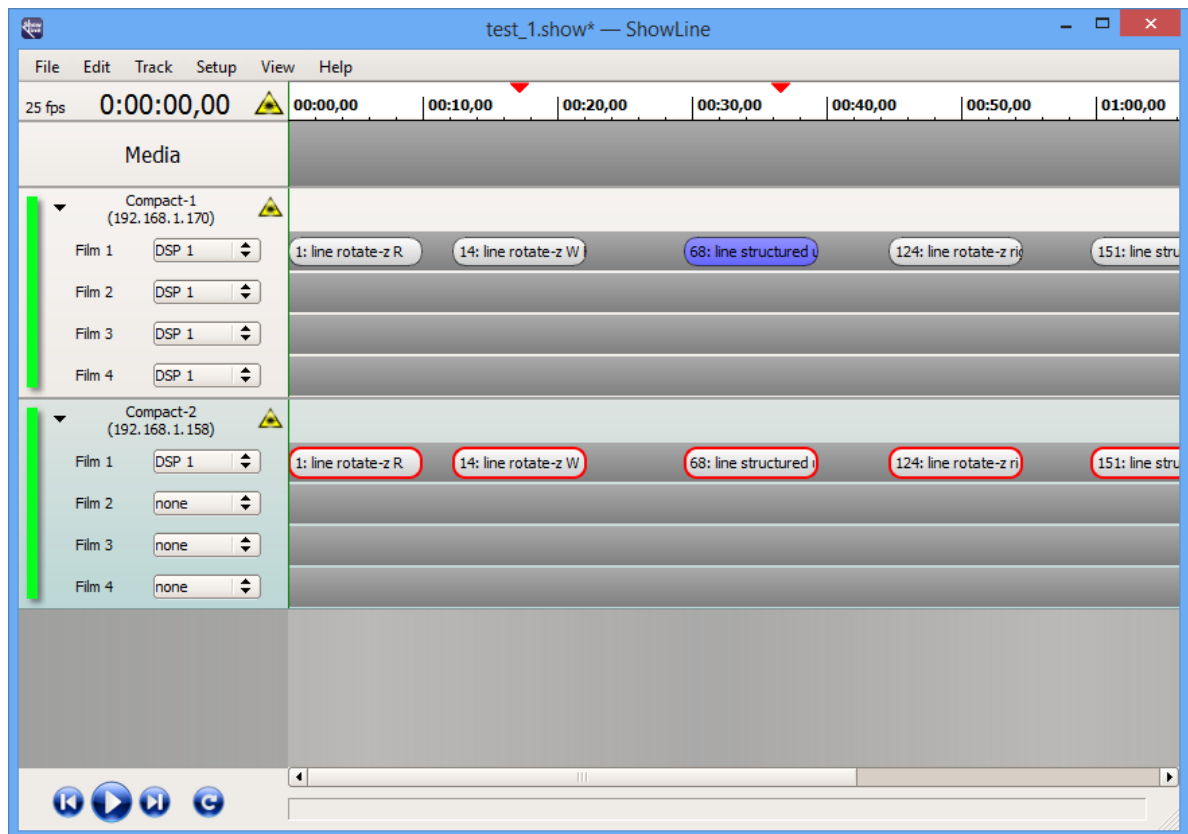 test_1.show* — ShowLine
File Edit Track Setup View Help
25 fps 0:00:00,00 00:00,00 00:10,00 00:20,00 00:30,00 00:40,00 00:50,00 01:00,00
Media
Compact-1
(192.168.1.170)
Film 1 DSP 1 1: line rotate-z R 14: line rotate-z W 68: line structured 124: line rotate-z ri 151: line stru
Film 2 DSP 1
Film 3 DSP 1
Film 4 DSP 1
Compact-2
(192.168.1.158)
Film 1 DSP 1 1: line rotate-z R 14: line rotate-z W 68: line structured 124: line rotate-z ri 151: line stru
Film 2 none
Film 3 none
Film 4 none